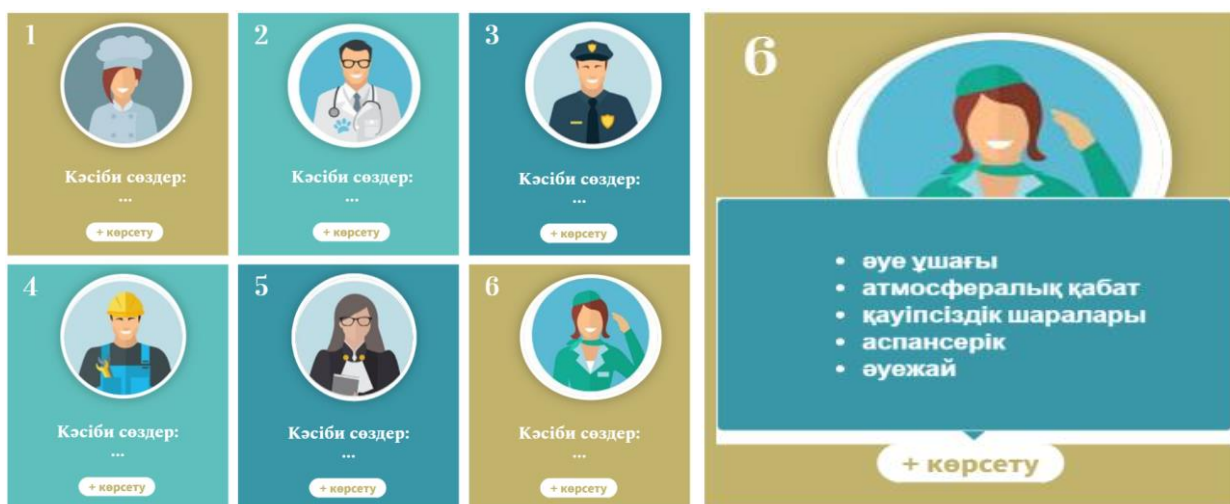 1
Кәсіби сөздер:
...
+ көрсету
2
Кәсіби сөздер:
...
+ көрсету
3
Кәсіби сөздер:
...
+ көрсету
4
Кәсіби сөздер:
...
+ көрсету
5
Кәсіби сөздер:
...
+ көрсету
6
Кәсіби сөздер:
...
+ көрсету
6
• әуе ұшағы
• атмосфералық қабат
• қауіпсіздік шаралары
• аспансерік
• әуежай
+ көрсету